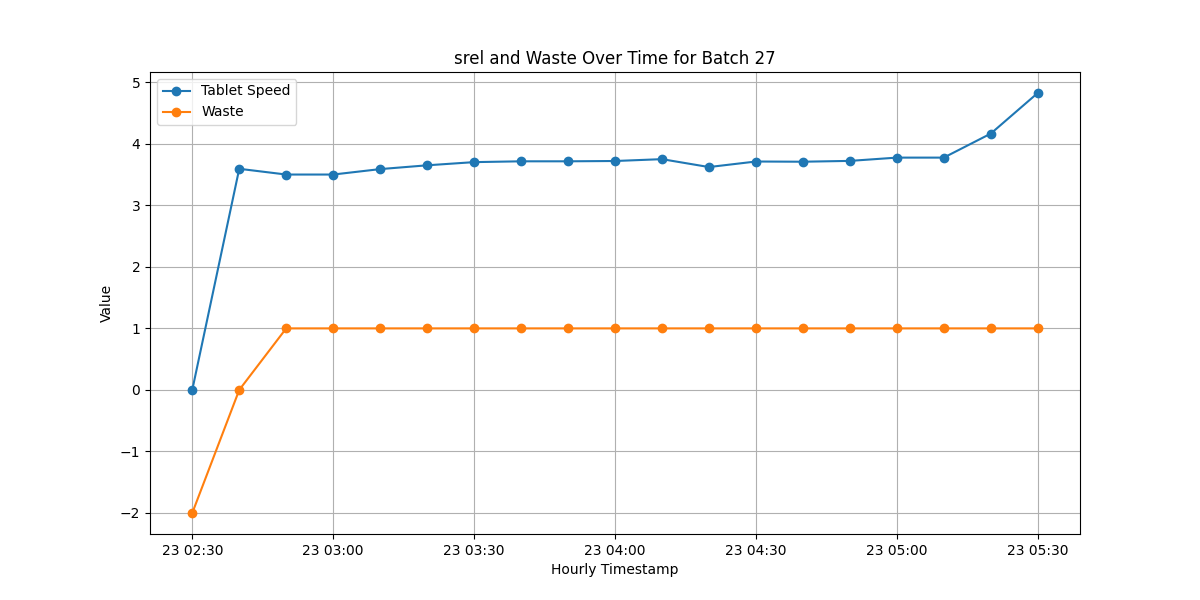 srel and Waste Over Time for Batch 27
Tablet Speed
Waste
Value
5
4
3
2
1
0
−1
−2
23 02:30 23 03:00 23 03:30 23 04:00 23 04:30 23 05:00 23 05:30
Hourly Timestamp